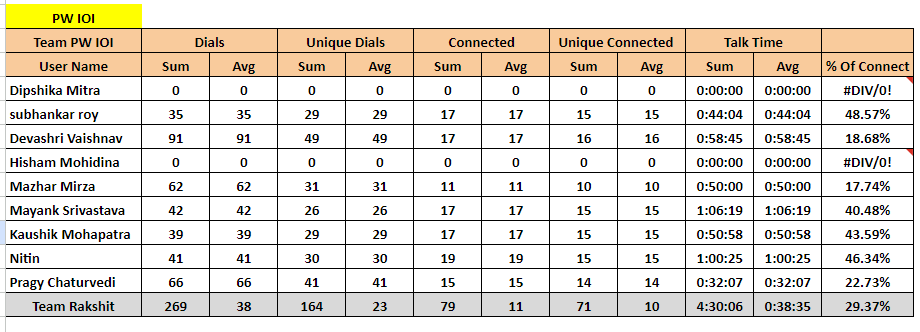 PW IOI
Team PW IOI Dials Unique Dials Connected Unique Connected Talk Time
User Name Sum Avg Sum Avg Sum Avg Sum Avg Sum Avg % Of Connect
Dipshika Mitra 0 0 0 0 0 0 0 0 0:00:00 0:00:00 #DIV/0!
subhankar roy 35 35 29 29 17 17 15 15 0:44:04 0:44:04 48.57%
Devashri Vaishnav 91 91 49 49 17 17 16 16 0:58:45 0:58:45 18.68%
Hisham Mohidina 0 0 0 0 0 0 0 0 0:00:00 0:00:00 #DIV/0!
Mazhar Mirza 62 62 31 31 11 11 10 10 0:50:00 0:50:00 17.74%
Mayank Srivastava 42 42 26 26 17 17 15 15 1:06:19 1:06:19 40.48%
Kaushik Mohapatra 39 39 29 29 17 17 15 15 0:50:58 0:50:58 43.59%
Nitin 41 41 30 30 19 19 15 15 1:00:25 1:00:25 46.34%
Pragy Chaturvedi 66 66 41 41 15 15 14 14 0:32:07 0:32:07 22.73%
Team Rakshit 269 38 164 23 79 11 71 10 4:30:06 0:38:35 29.37%